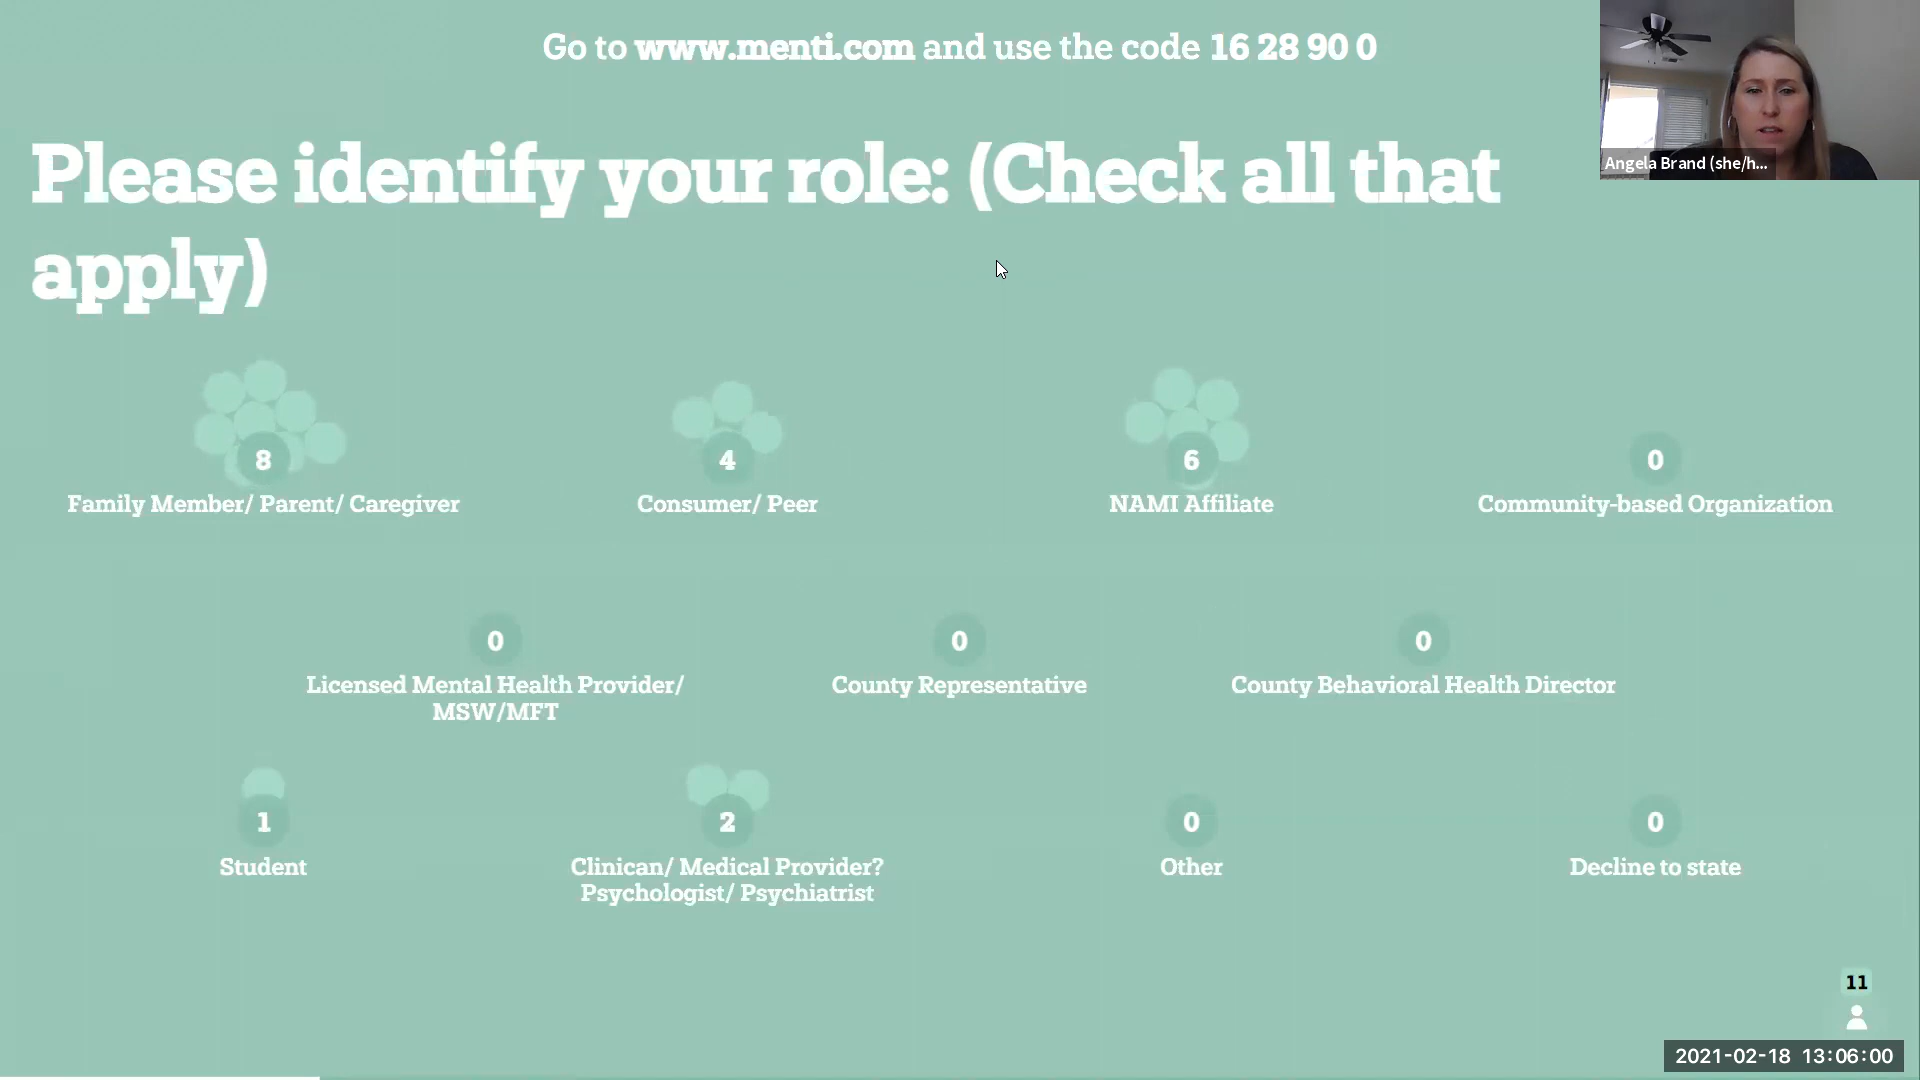 Go to www.menti.com and use the code 16 28 90 0
Angela Brand (she/h...
Please identify your role: (Check all that
apply)
8
Family Member/ Parent/ Caregiver
4
Consumer/ Peer
6
NAMI Affiliate
0
Community-based Organization
0
Licensed Mental Health Provider/
MSW/MFT
0
County Representative
0
County Behavioral Health Director
1
Student
2
Clinican/ Medical Provider?
Psychologist/ Psychiatrist
0
Other
0
Decline to state
11
2021-02-18 13:06:00